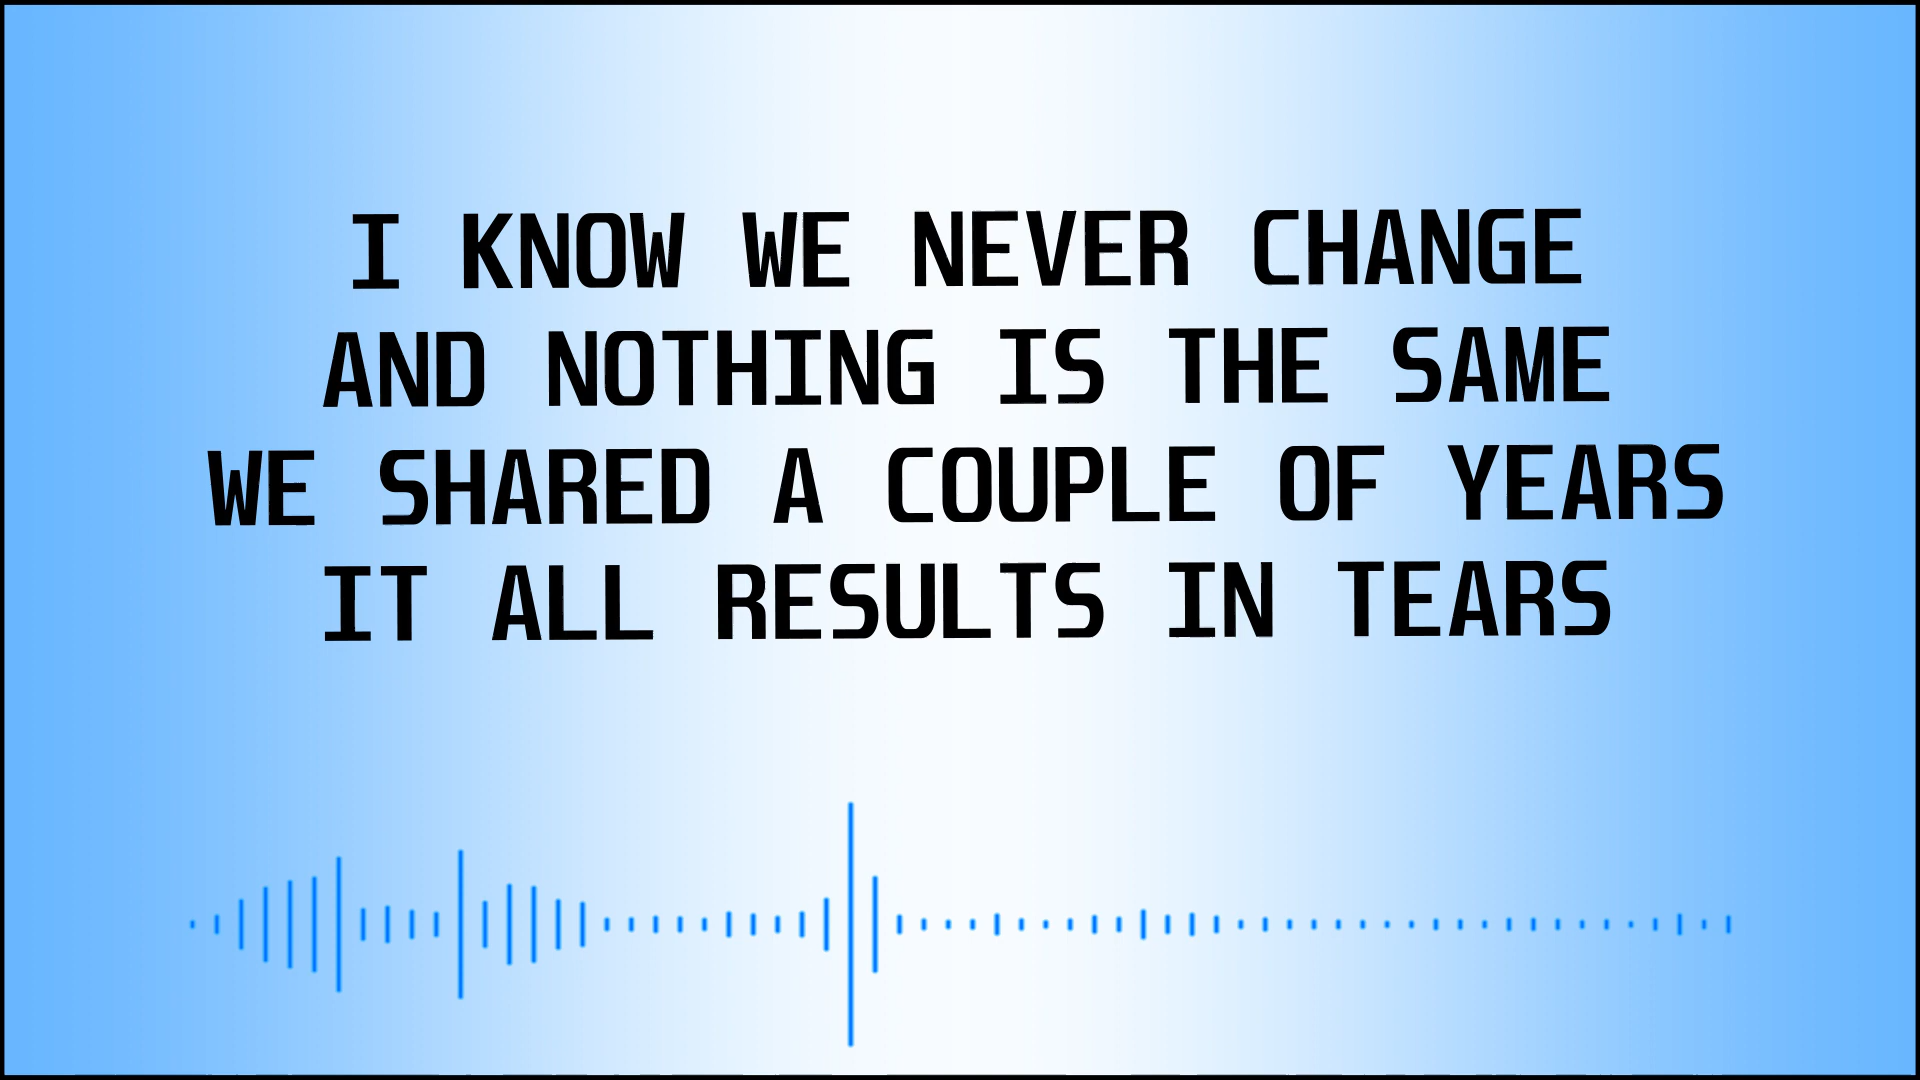 I KNOW WE NEVER CHANGE
AND NOTHING IS THE SAME
WE SHARED A COUPLE OF YEARS
IT ALL RESULTS IN TEARS